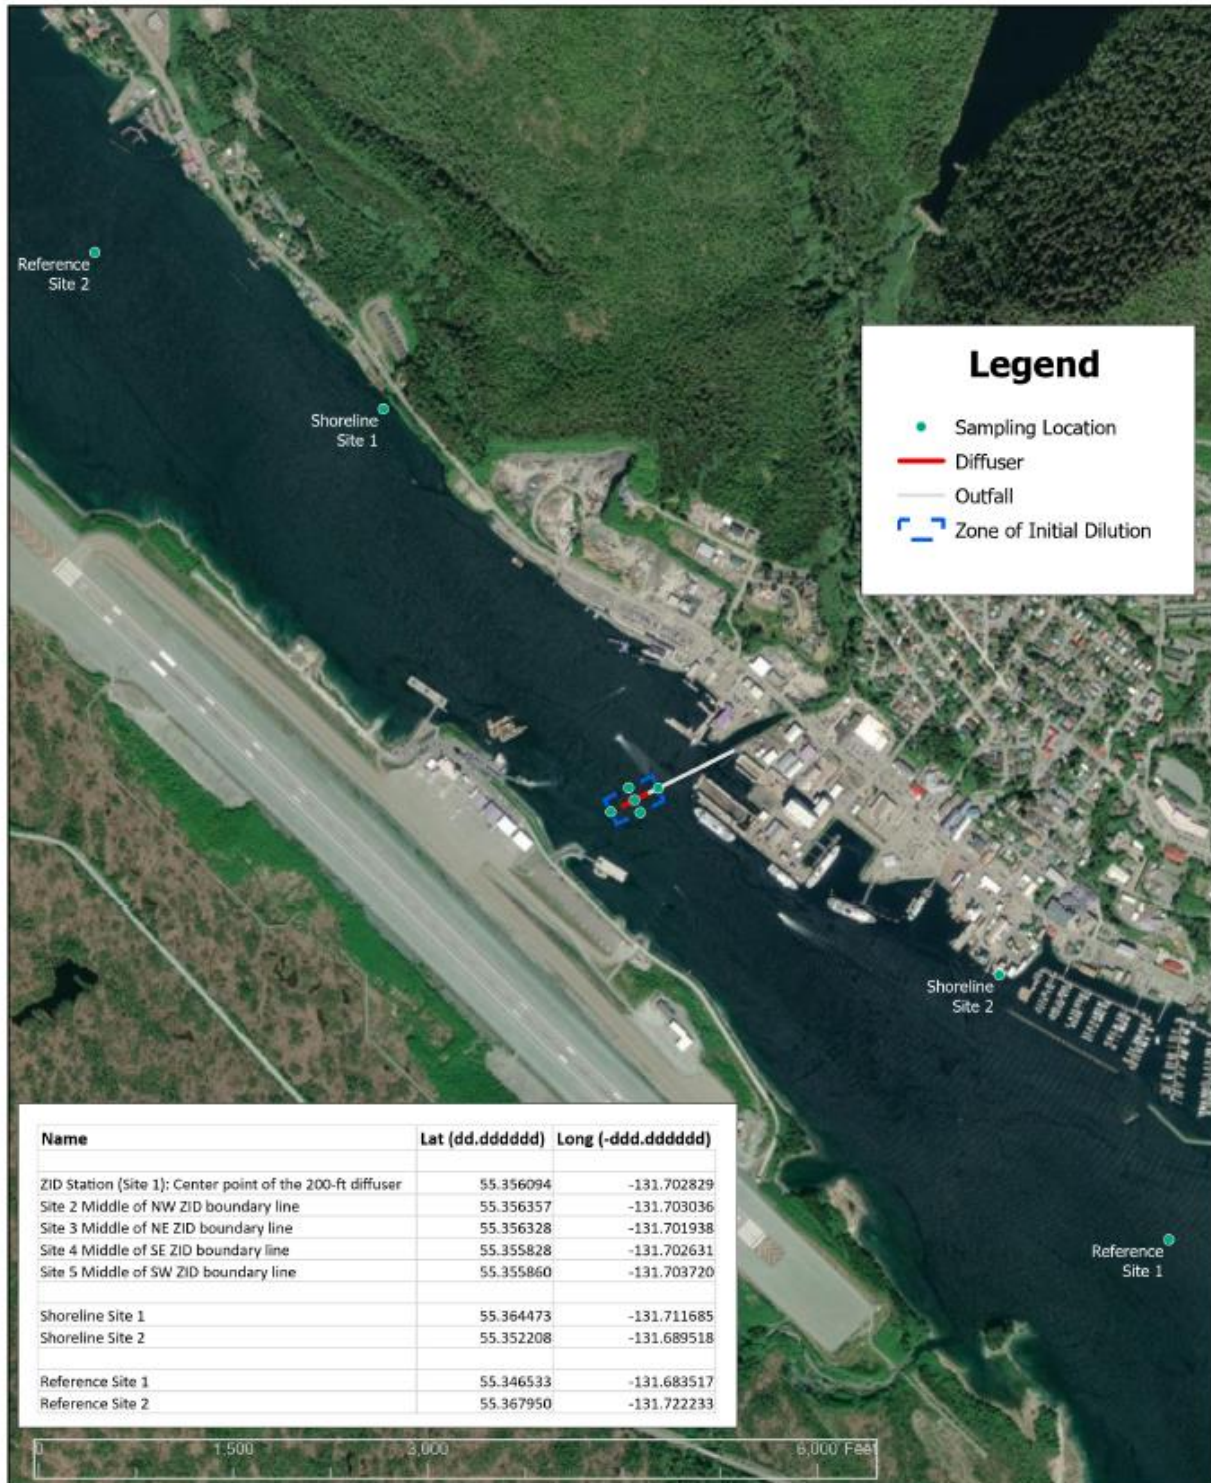 Reference
Site 2
Shoreline
Site 1
Legend
Sampling Location
Diffuser
Outfall
Zone of Initial Dilution
Shoreline
Site 2
Reference
Site 1
Name Lat (dd.dddddd) Long (-ddd.dddddd)
ZID Station (Site 1): Center point of the 200-ft diffuser 55.356094 -131.702829
Site 2 Middle of NW ZID boundary line 55.356357 -131.703036
Site 3 Middle of NE ZID boundary line 55.356328 -131.701938
Site 4 Middle of SE ZID boundary line 55.355828 -131.702631
Site 5 Middle of SW ZID boundary line 55.355860 -131.703720
Shoreline Site 1 55.364473 -131.711685
Shoreline Site 2 55.352208 -131.689518
Reference Site 1 55.346533 -131.683517
Reference Site 2 55.367950 -131.722233
0 1,500 3,000 6,000 Feet